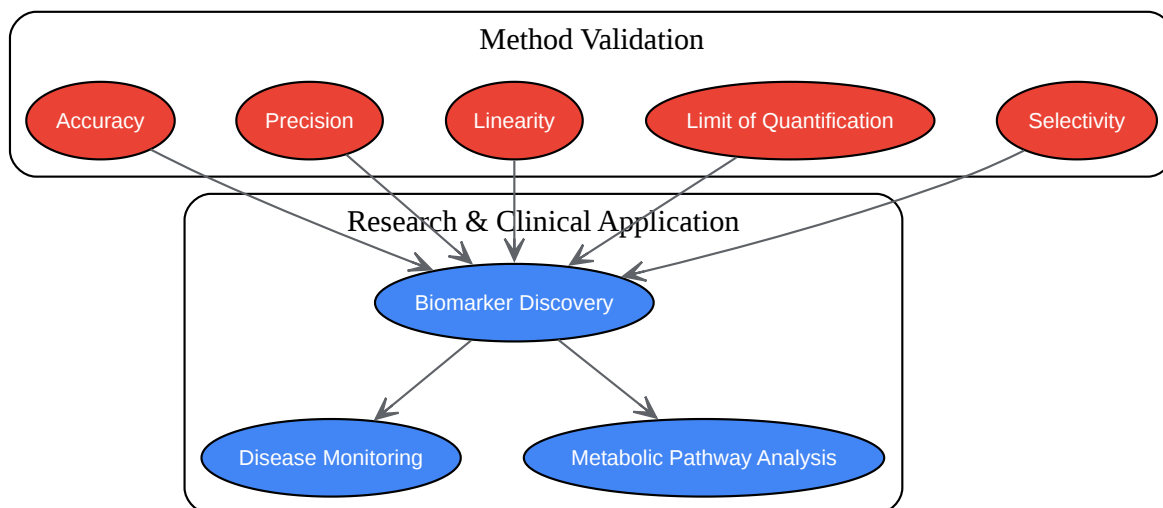 Method Validation
Accuracy
Precision
Linearity
Limit of Quantification
Selectivity
Research & Clinical Application
Biomarker Discovery
Disease Monitoring
Metabolic Pathway Analysis